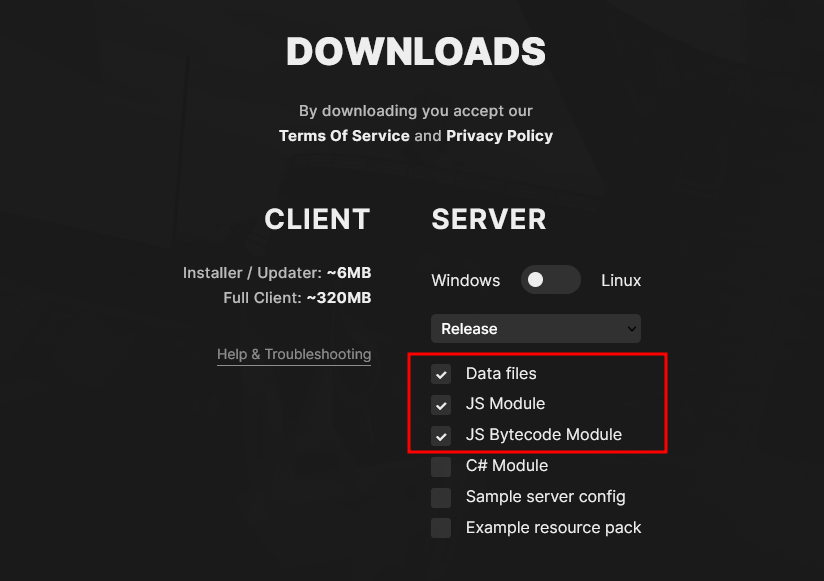 DOWNLOADS
By downloading you accept our
Terms Of Service and Privacy Policy
CLIENT
Installer / Updater: ~6MB
Full Client: ~320MB
Help & Troubleshooting
SERVER
Windows Linux
Release
Data files
JS Module
JS Bytecode Module
C# Module
Sample server config
Example resource pack